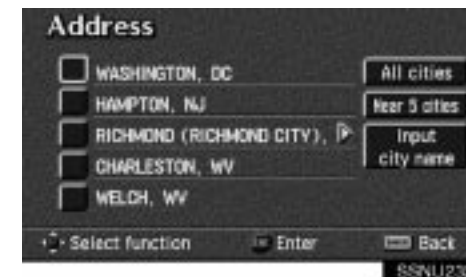 Address
WASHINGTON, DC
All cities
HAMPTON, NJ
Near 5 cities
RICHMOND (RICHMOND CITY),
Input
city name
CHARLESTON, WV
WELCH, WV
Select function
Enter
Back
SSNU23